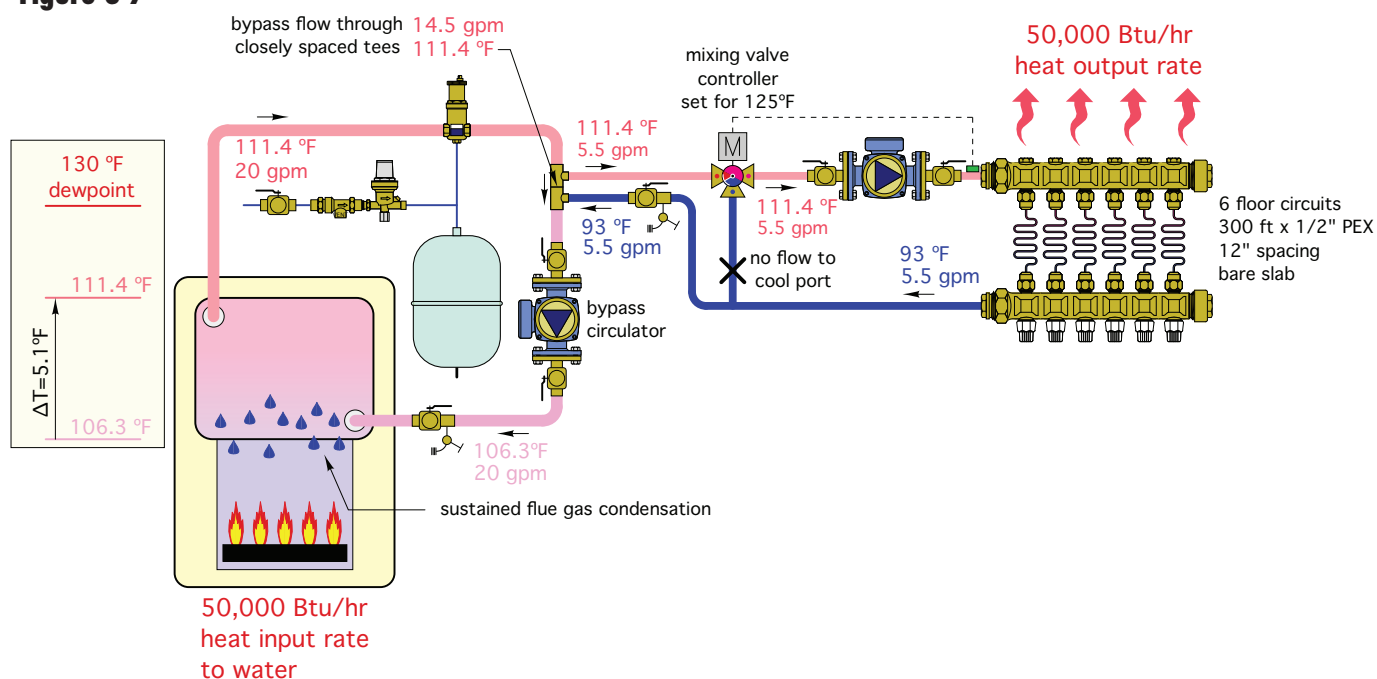 bypass flow through 14.5 gpm
closely spaced tees 111.4 ºF
mixing valve
controller
set for 125ºF
50,000 Btu/hr
heat output rate
M
130 ºF
dewpoint
111.4 ºF
ΔT=5.1ºF
106.3 ºF
111.4 ºF
20 gpm
111.4 ºF
5.5 gpm
93 ºF
5.5 gpm
111.4 ºF
5.5 gpm
no flow to
cool port
93 ºF
5.5 gpm
6 floor circuits
300 ft x 1/2" PEX
12" spacing
bare slab
bypass
circulator
106.3ºF
20 gpm
sustained flue gas condensation
50,000 Btu/hr
heat input rate
to water